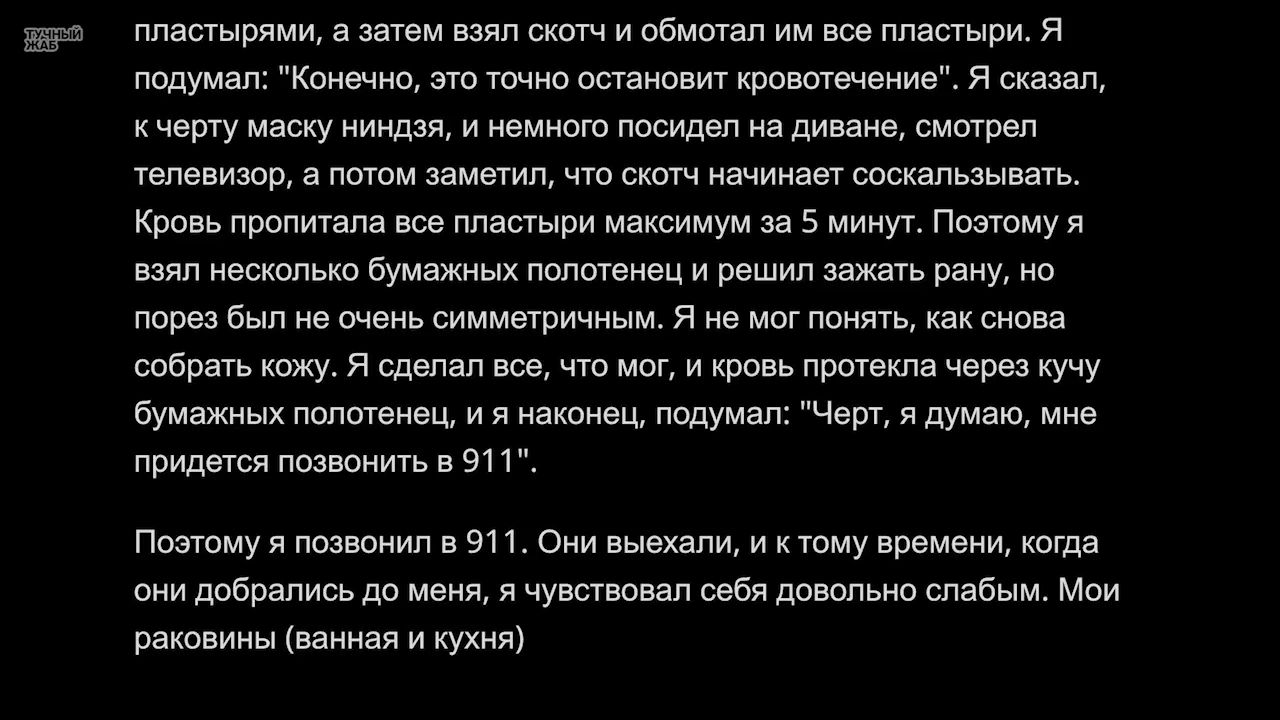 ТУЧНЫЙ
ЖАБ
пластырями, а затем взял скотч и обмотал им все пластыри. Я
подумал: "Конечно, это точно остановит кровотечение". Я сказал,
к черту маску ниндзя, и немного посидел на диване, смотрел
телевизор, а потом заметил, что скотч начинает соскальзывать.
Кровь пропитала все пластыри максимум за 5 минут. Поэтому я
взял несколько бумажных полотенец и решил зажать рану, но
порез был не очень симметричным. Я не мог понять, как снова
собрать кожу. Я сделал все, что мог, и кровь протекла через кучу
бумажных полотенец, и я наконец, подумал: "Черт, я думаю, мне
придется позвонить в 911".
Поэтому я позвонил в 911. Они выехали, и к тому времени, когда
они добрались до меня, я чувствовал себя довольно слабым. Мои
раковины (ванная и кухня)